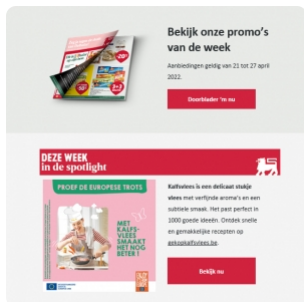 Bekijk onze promo's
van de week
Aanbiedingen geldig van 21 tot 27 april
2022.
Doorblader 'm nu
DEZE WEEK
in de spotlight
PROEF DE EUROPESE TROTS
MET
KALFS-
VLEES
SMAAKT
HET NOG
BETER!
Kalfsvlees is een delicaat stukje
vlees met verfijnde aroma's en een
subtiele smaak. Het past perfect in
1000 goede ideeën. Ontdek snelle
en gemakkelijke recepten op
Bekijk nu